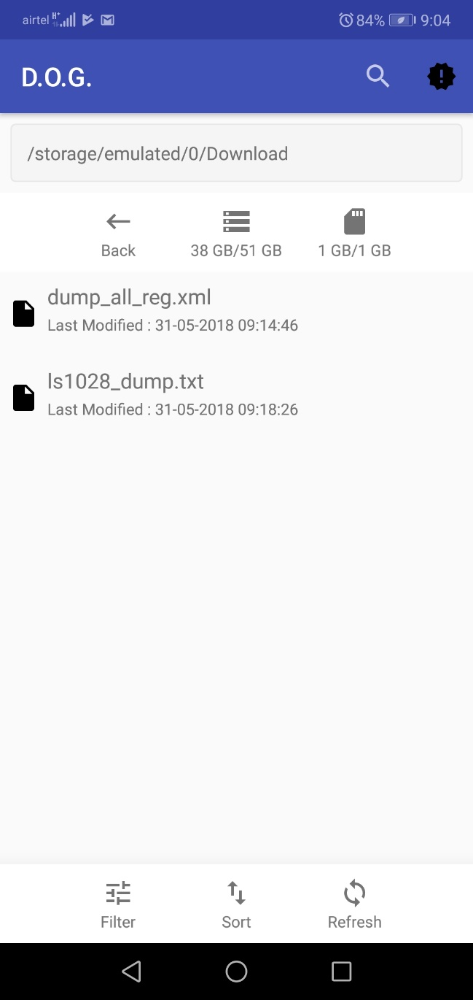 airtel H+ 84% 9:04
D.O.G.
/storage/emulated/0/Download
Back 38 GB/51 GB 1 GB/1 GB
dump_all_reg.xml
Last Modified : 31-05-2018 09:14:46
ls1028_dump.txt
Last Modified : 31-05-2018 09:18:26
Filter Sort Refresh